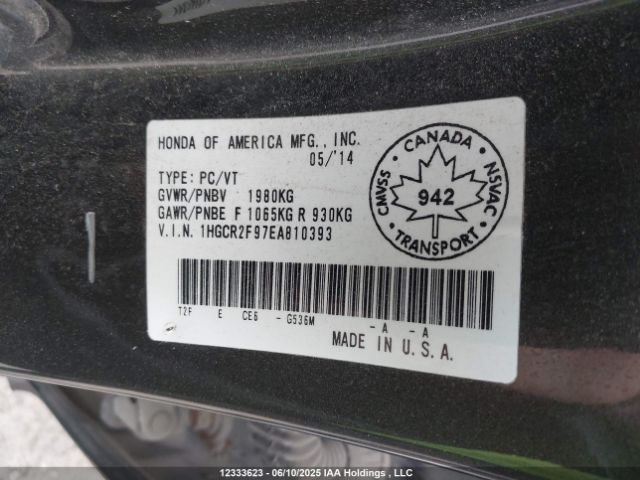 HONDA OF AMERICA MFG., INC.
05/'14
TYPE: PC/VT
GVWR/PNBV 1980KG
GAWR/PNBE F 1065KG R 930KG
V.I.N. 1HGCR2F97EA810393
CANADA
CMVSS
942
NSVAC
TRANSPORT
T2F E CE6 - G536M -A -A
MADE IN U.S.A.
12333623 - 06/10/2025 IAA Holdings , LLC